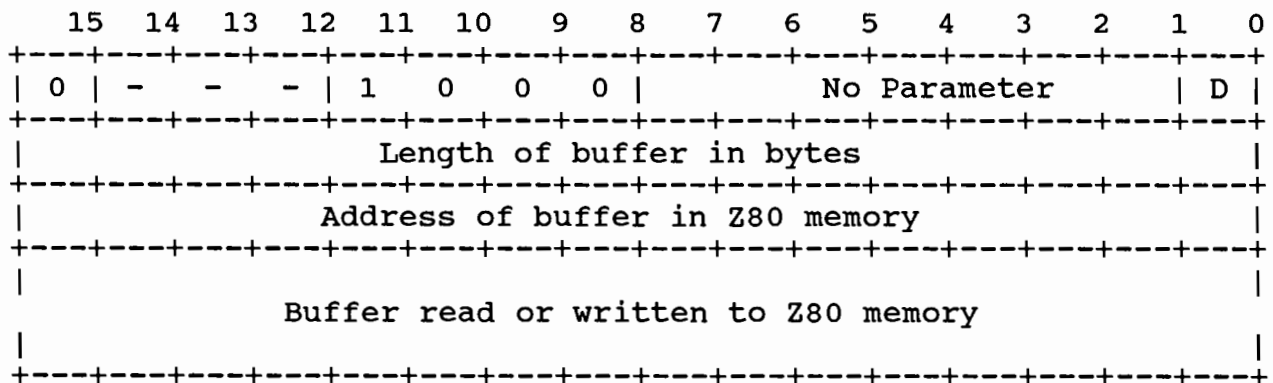 15 14 13 12 11 10 9 8 7 6 5 4 3 2 1 0
+---+---+---+---+---+---+---+---+---+---+---+---+---+---+---+---+
| 0 | - - - | 1 0 0 0 | No Parameter | D |
+---+---+---+---+---+---+---+---+---+---+---+---+---+---+---+---+
| Length of buffer in bytes |
+---+---+---+---+---+---+---+---+---+---+---+---+---+---+---+---+
| Address of buffer in Z80 memory |
+---+---+---+---+---+---+---+---+---+---+---+---+---+---+---+---+
| |
Buffer read or written to Z80 memory
| |
+---+---+---+---+---+---+---+---+---+---+---+---+---+---+---+---+